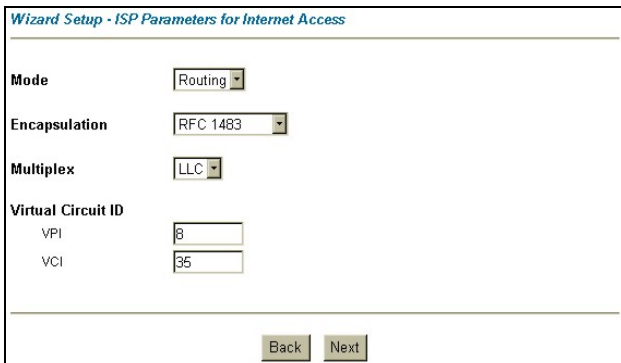 Wizard Setup - ISP Parameters for Internet Access
Mode Routing
Encapsulation RFC 1483
Multiplex LLC
Virtual Circuit ID
VPI 8
VCI 35
Back Next